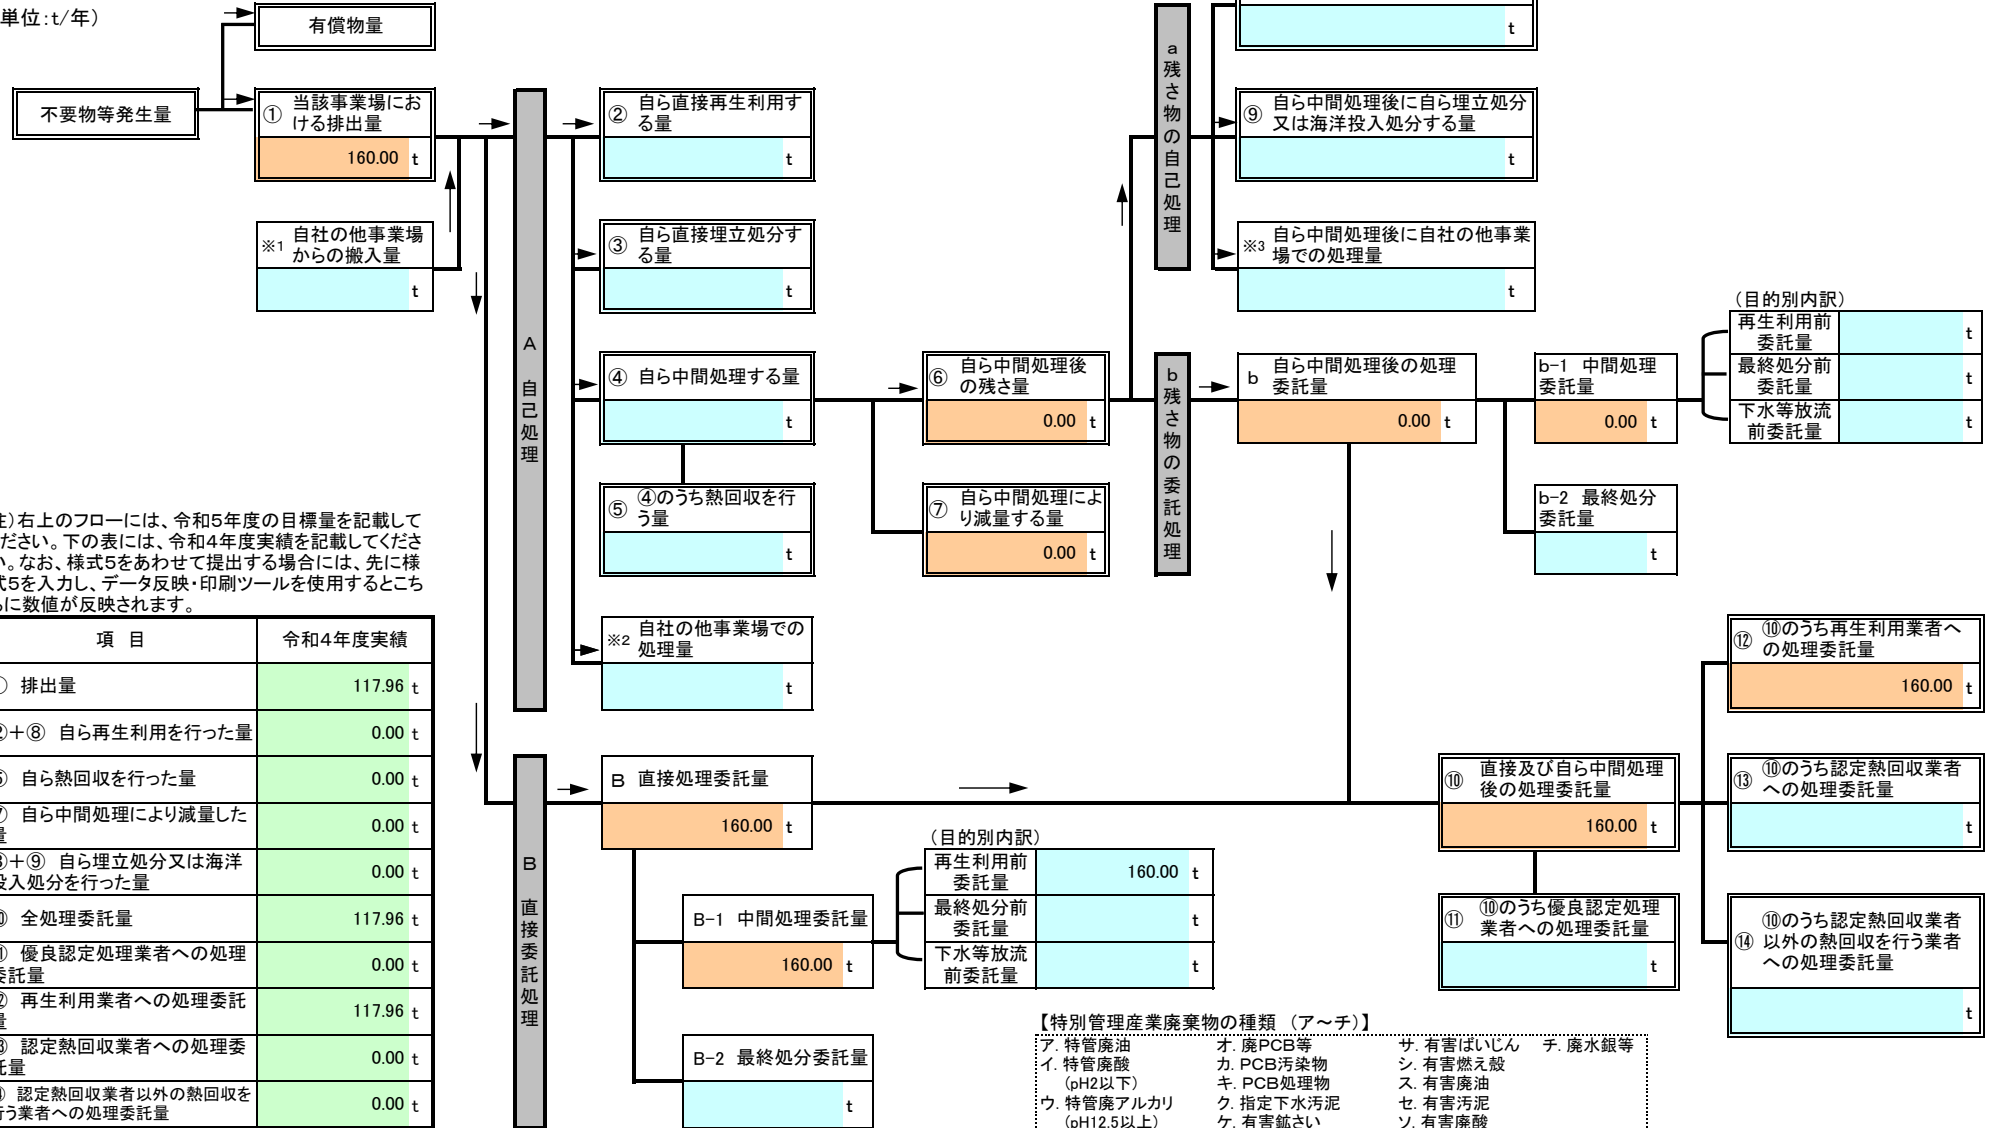 単位:t/年)
有償物量
不要物等発生量
① 当該事業場にお
ける排出量
160.00 t
※1 自社の他事業場
からの搬入量
t
A 自己処理
② 自ら直接再生利用す
る量
t
③ 自ら直接埋立処分す
る量
t
④ 自ら中間処理する量
t
⑤ ④のうち熱回収を行
う量
t
※2 自社の他事業場での
処理量
t
⑥ 自ら中間処理後
の残さ量
0.00 t
⑦ 自ら中間処理によ
り減量する量
0.00 t
a 残さ物の自己処理
t
⑨ 自ら中間処理後に自ら埋立処分
又は海洋投入処分する量
t
※3 自ら中間処理後に自社の他事業
場での処理量
t
b 残さ物の委託処理
b 自ら中間処理後の処理
委託量
0.00 t
b-1 中間処理
委託量
0.00 t
b-2 最終処分
委託量
t
(目的別内訳)
再生利用前
委託量
t
最終処分前
委託量
t
下水等放流
前委託量
t
注)右上のフローには、令和5年度の目標量を記載して
ください。下の表には、令和4年度実績を記載してくださ
い。なお、様式5をあわせて提出する場合には、先に様
式5を入力し、データ反映・印刷ツールを使用するとこち
らに数値が反映されます。
項 目 令和4年度実績
① 排出量 117.96 t
②+⑧ 自ら再生利用を行った量 0.00 t
⑤ 自ら熱回収を行った量 0.00 t
⑦ 自ら中間処理により減量した
量 0.00 t
③+⑨ 自ら埋立処分又は海洋
投入処分を行った量 0.00 t
⑩ 全処理委託量 117.96 t
⑪ 優良認定処理業者への処理
委託量 0.00 t
⑫ 再生利用業者への処理委託
量 117.96 t
⑬ 認定熱回収業者への処理委
託量 0.00 t
⑭ 認定熱回収業者以外の熱回収を
行う業者への処理委託量 0.00 t
B 直接委託処理
B 直接処理委託量
160.00 t
B-1 中間処理委託量
160.00 t
B-2 最終処分委託量
t
(目的別内訳)
再生利用前
委託量
160.00 t
最終処分前
委託量
t
下水等放流
前委託量
t
⑩ 直接及び自ら中間処理
後の処理委託量
160.00 t
⑪ ⑩のうち優良認定処理
業者への処理委託量
t
⑫ ⑩のうち再生利用業者へ
の処理委託量
160.00 t
⑬ ⑩のうち認定熱回収業者
への処理委託量
t
⑭ ⑩のうち認定熱回収業者
以外の熱回収を行う業者
への処理委託量
t
【特別管理産業廃棄物の種類 (ア~チ)】
ア. 特管廃油 オ. 廃PCB等 サ. 有害ばいじん チ. 廃水銀等
イ. 特管廃酸 カ. PCB汚染物 シ. 有害燃え殻
(pH2以下) キ. PCB処理物 ス. 有害廃油
ウ. 特管廃アルカリ ク. 指定下水汚泥 セ. 有害汚泥
(pH12.5以上) ケ. 有害鉱さい ソ. 有害廃酸